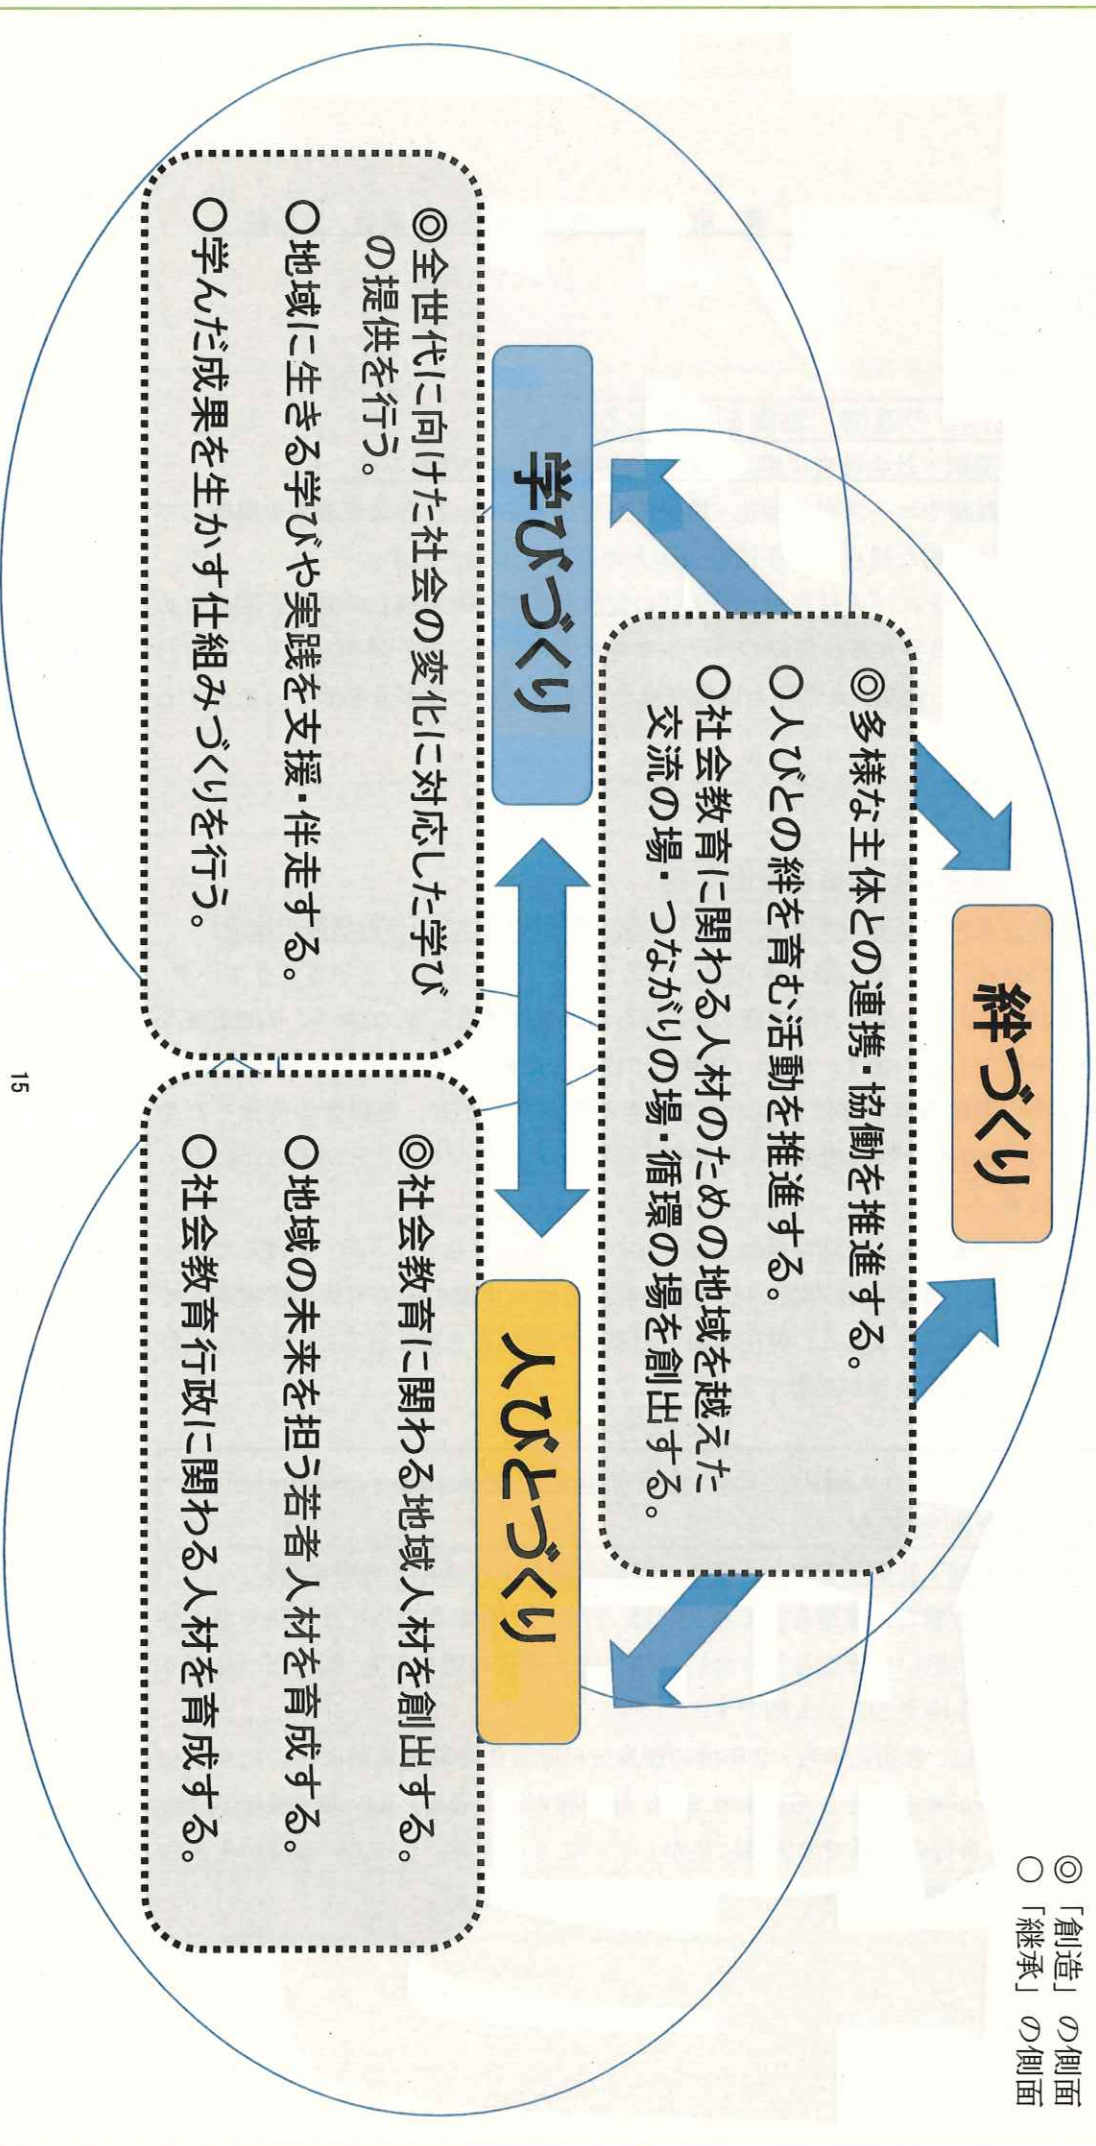 ◎「創造」の側面
○「継承」の側面
絆づくり
◎多様な主体との連携・協働を推進する。
○人びとの絆を育む活動を推進する。
○社会教育に関わる人材のための地域を越えた
交流の場・つながりの場・循環の場を創出する。
学びづくり
◎全世代に向けた社会の変化に対応した学び
の提供を行う。
○地域に生きる学びや実践を支援・伴走する。
○学んだ成果を生かす仕組みづくりを行う。
人びとづくり
◎社会教育に関わる地域人材を創出する。
○地域の未来を担う若者人材を育成する。
○社会教育行政に関わる人材を育成する。
15